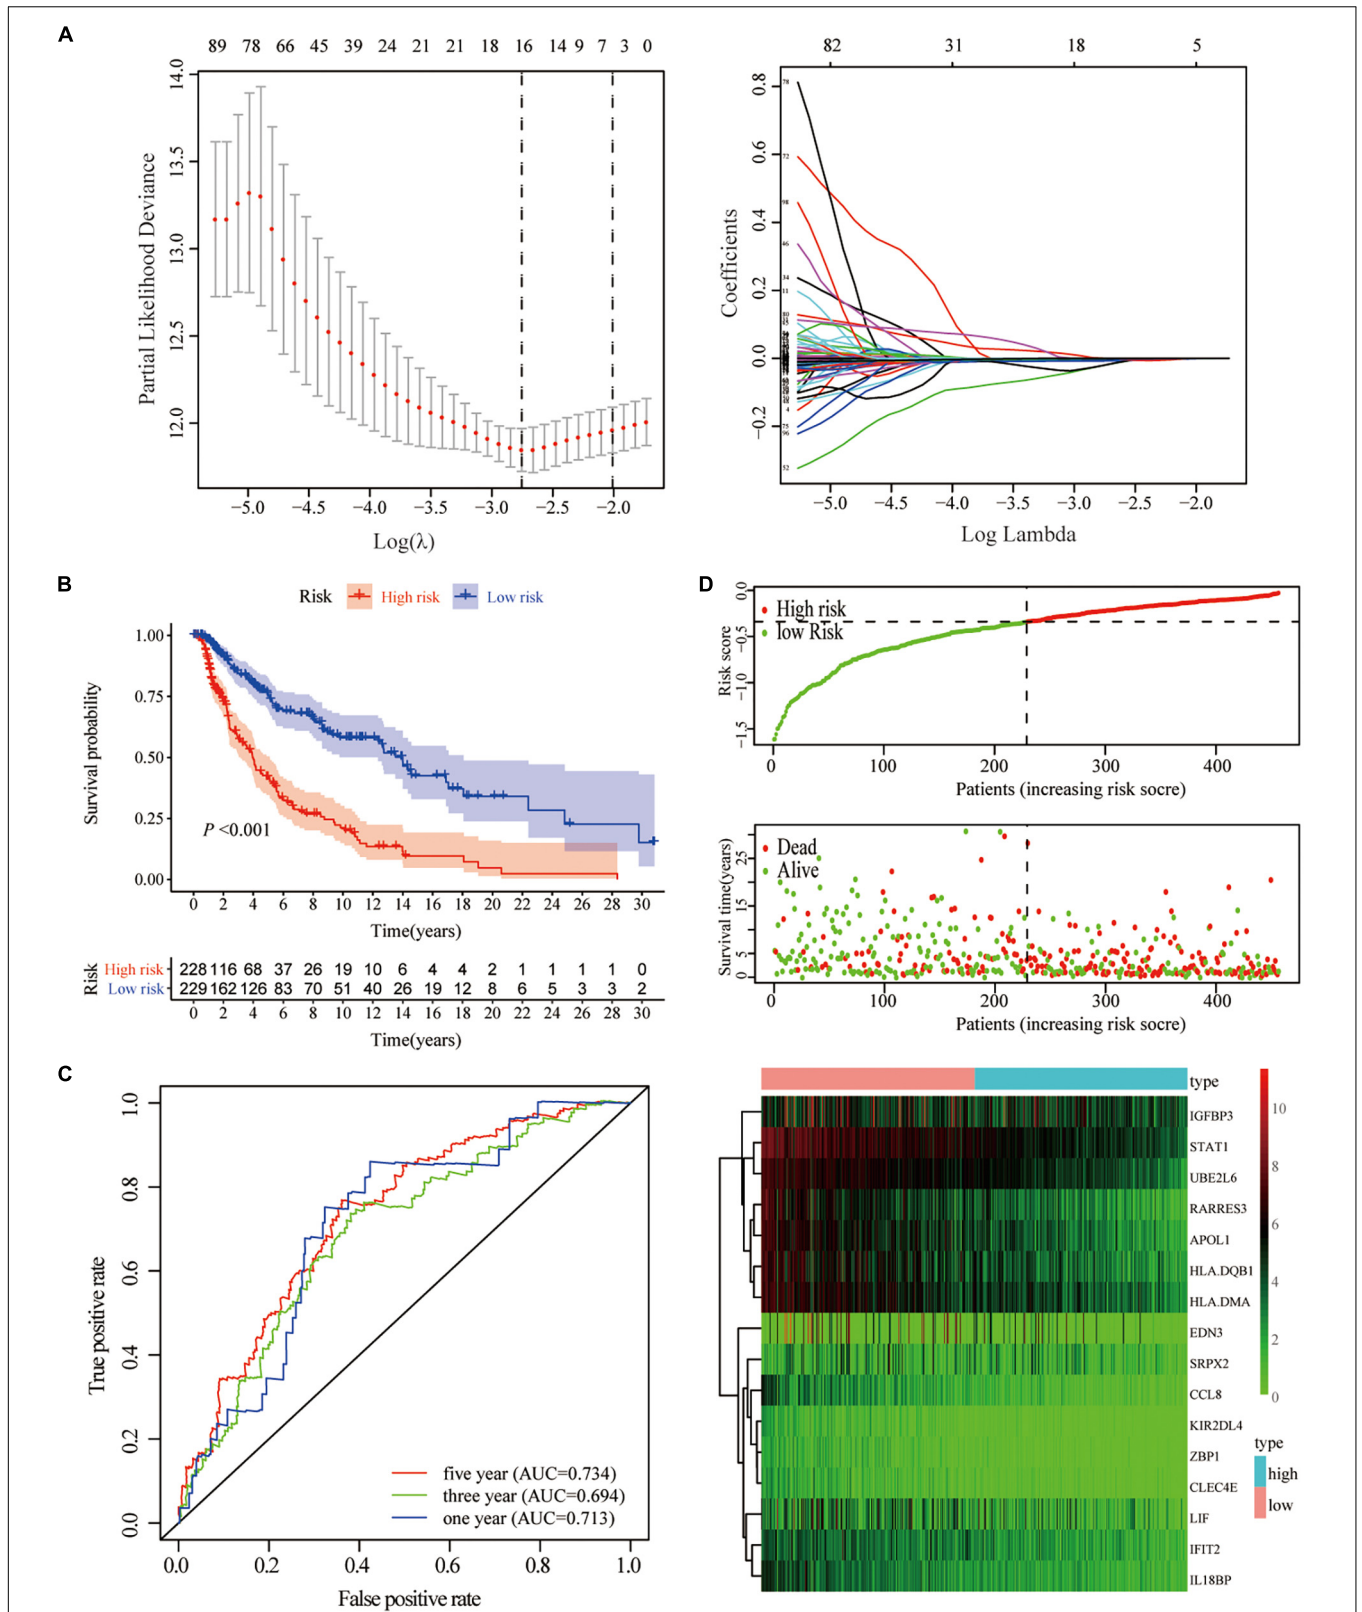 A
89 78 66 45 39 24 21 21 18 16 14 9 7 3 0
14.0
13.5
13.0
12.5
12.0
Partial Likelihood Deviance
−5.0 −4.5 −4.0 −3.5 −3.0 −2.5 −2.0
Log(λ)
82 31 18 5
0.8
0.6
0.4
0.2
0.0
−0.2
Coefficients
78
72
98
46
34
11
4
75
96
52
−5.0 −4.5 −4.0 −3.5 −3.0 −2.5 −2.0
Log Lambda
B
Risk High risk Low risk
1.00
0.75
0.50
0.25
0.00
Survival probability
P <0.001
0 2 4 6 8 10 12 14 16 18 20 22 24 26 28 30
Time(years)
Risk
High risk 228 116 68 37 26 19 10 6 4 4 2 1 1 1 1 0
Low risk 229 162 126 83 70 51 40 26 19 12 8 6 5 3 3 2
0 2 4 6 8 10 12 14 16 18 20 22 24 26 28 30
Time(years)
C
1.0
0.8
0.6
0.4
0.2
0.0
True positive rate
five year (AUC=0.734)
three year (AUC=0.694)
one year (AUC=0.713)
0.0 0.2 0.4 0.6 0.8 1.0
False positive rate
D
0.0
−0.5
−1.0
−1.5
Risk score
High risk
low Risk
0 100 200 300 400
Patients (increasing risk socre)
25
15
5
0
Survival time(years)
Dead
Alive
0 100 200 300 400
Patients (increasing risk socre)
type
IGFBP3
STAT1
UBE2L6
RARRES3
APOL1
HLA.DQB1
HLA.DMA
EDN3
SRPX2
CCL8
KIR2DL4
ZBP1
CLEC4E
LIF
IFIT2
IL18BP
10
8
6
4
2
0
type
high
low